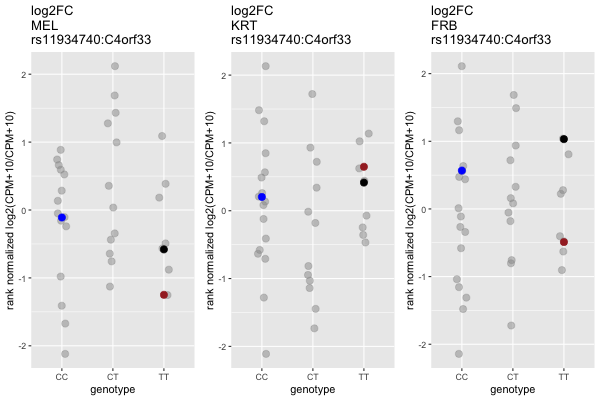 log2FC
MEL
rs11934740:C4orf33
rank normalized log2(CPM+10/CPM+10)
2
1
0
-1
-2
CC
CT
TT
genotype
log2FC
KRT
rs11934740:C4orf33
rank normalized log2(CPM+10/CPM+10)
2
1
0
-1
-2
CC
CT
TT
genotype
log2FC
FRB
rs11934740:C4orf33
rank normalized log2(CPM+10/CPM+10)
2
1
0
-1
-2
CC
CT
TT
genotype